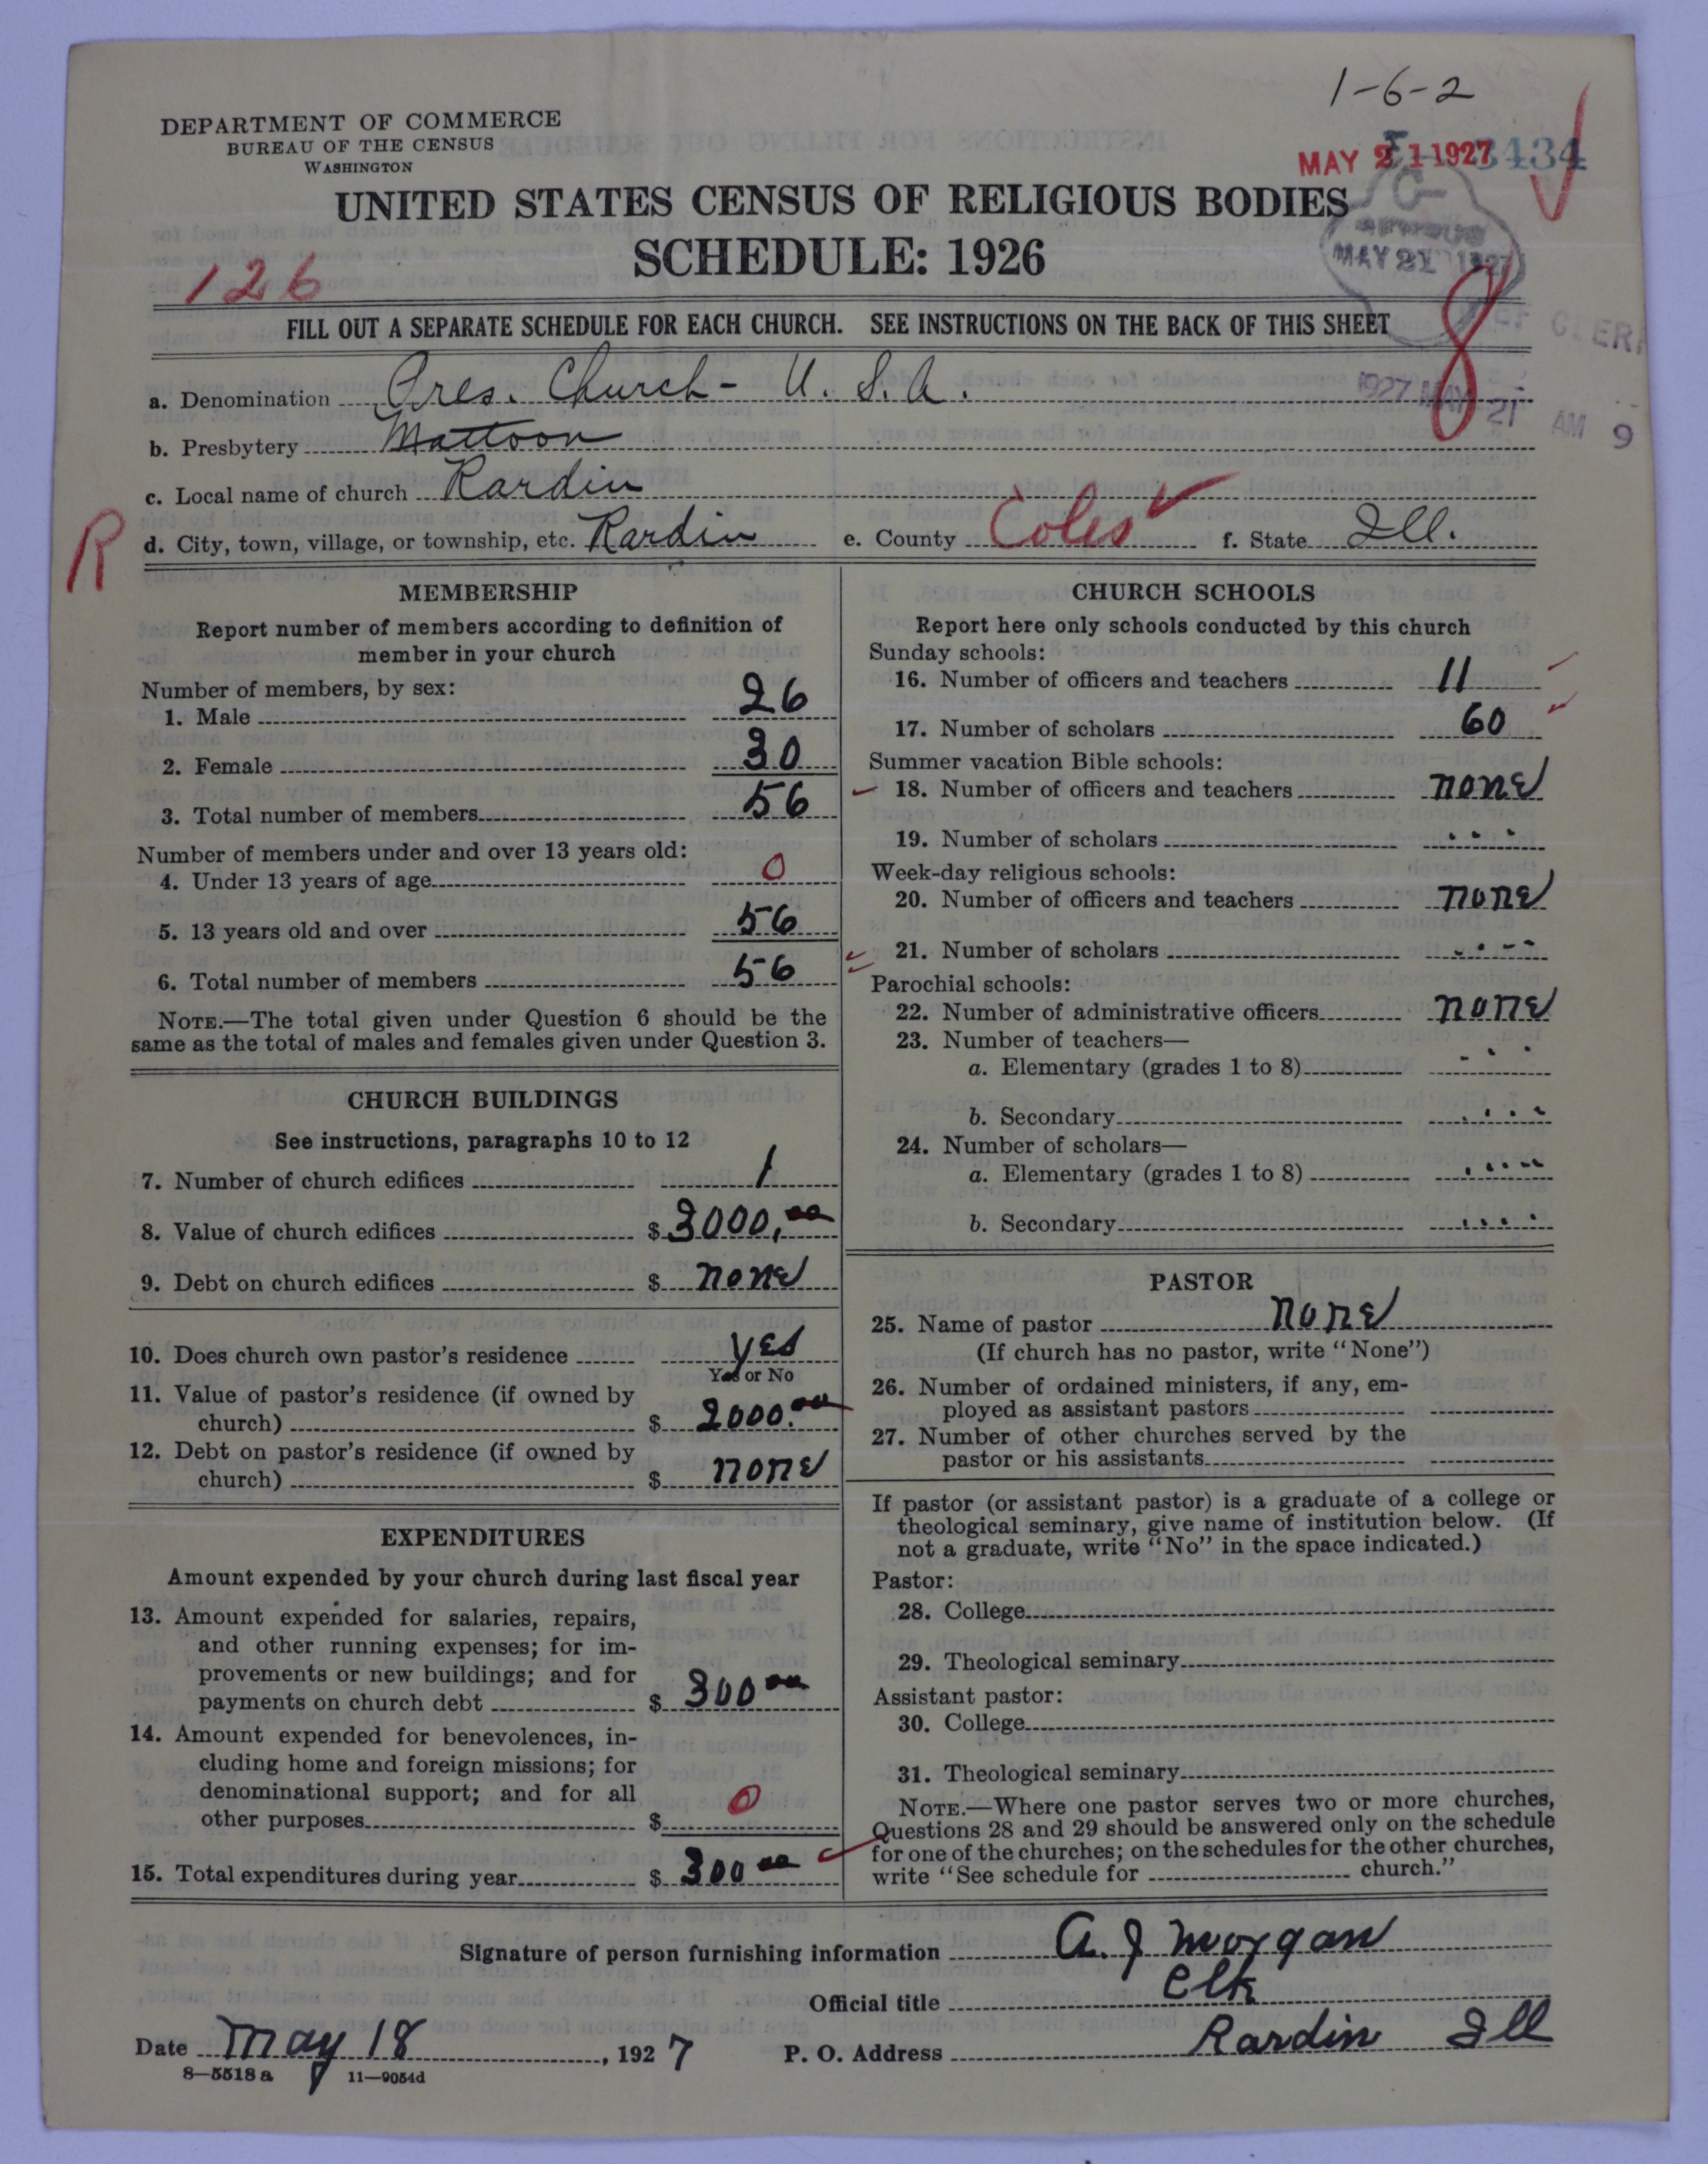 1-6-2
DEPARTMENT OF COMMERCE
BUREAU OF THE CENSUS
WASHINGTON
MAY 21 1927 3434
UNITED STATES CENSUS OF RELIGIOUS BODIES
SCHEDULE: 1926
MAY 21 1927
126
8
FILL OUT A SEPARATE SCHEDULE FOR EACH CHURCH. SEE INSTRUCTIONS ON THE BACK OF THIS SHEET
a. Denomination Pres. Church - U. S. A.
1927 MAY 21 AM 9
b. Presbytery Mattoon
c. Local name of church Rardin
R
d. City, town, village, or township, etc. Rardin e. County Coles f. State Ill.
MEMBERSHIP
Report number of members according to definition of
member in your church
Number of members, by sex:
1. Male 26
2. Female 30
3. Total number of members 56
Number of members under and over 13 years old:
4. Under 13 years of age 0
5. 13 years old and over 56
6. Total number of members 56
NOTE.—The total given under Question 6 should be the
same as the total of males and females given under Question 3.
CHURCH BUILDINGS
See instructions, paragraphs 10 to 12
7. Number of church edifices 1
8. Value of church edifices $ 3000.00
9. Debt on church edifices $ none
10. Does church own pastor's residence yes
Yes or No
11. Value of pastor's residence (if owned by
church) $ 2000.00
12. Debt on pastor's residence (if owned by
church) $ none
EXPENDITURES
Amount expended by your church during last fiscal year
13. Amount expended for salaries, repairs,
and other running expenses; for im-
provements or new buildings; and for
payments on church debt $ 300 00
14. Amount expended for benevolences, in-
cluding home and foreign missions; for
denominational support; and for all
other purposes $ 0
15. Total expenditures during year $ 300 00
CHURCH SCHOOLS
Report here only schools conducted by this church
Sunday schools:
16. Number of officers and teachers 11
17. Number of scholars 60
Summer vacation Bible schools:
18. Number of officers and teachers none
19. Number of scholars
Week-day religious schools:
20. Number of officers and teachers none
21. Number of scholars
Parochial schools:
22. Number of administrative officers none
23. Number of teachers—
a. Elementary (grades 1 to 8)
b. Secondary
24. Number of scholars—
a. Elementary (grades 1 to 8)
b. Secondary
PASTOR
25. Name of pastor none
(If church has no pastor, write "None")
26. Number of ordained ministers, if any, em-
ployed as assistant pastors
27. Number of other churches served by the
pastor or his assistants
If pastor (or assistant pastor) is a graduate of a college or
theological seminary, give name of institution below. (If
not a graduate, write "No" in the space indicated.)
Pastor:
28. College
29. Theological seminary
Assistant pastor:
30. College
31. Theological seminary
NOTE.—Where one pastor serves two or more churches,
Questions 28 and 29 should be answered only on the schedule
for one of the churches; on the schedules for the other churches,
write "See schedule for church."
Signature of person furnishing information A. J Morgan
Official title Clk
Date May 18, 1927 P. O. Address Rardin Ill
8—5518a 11—9054d